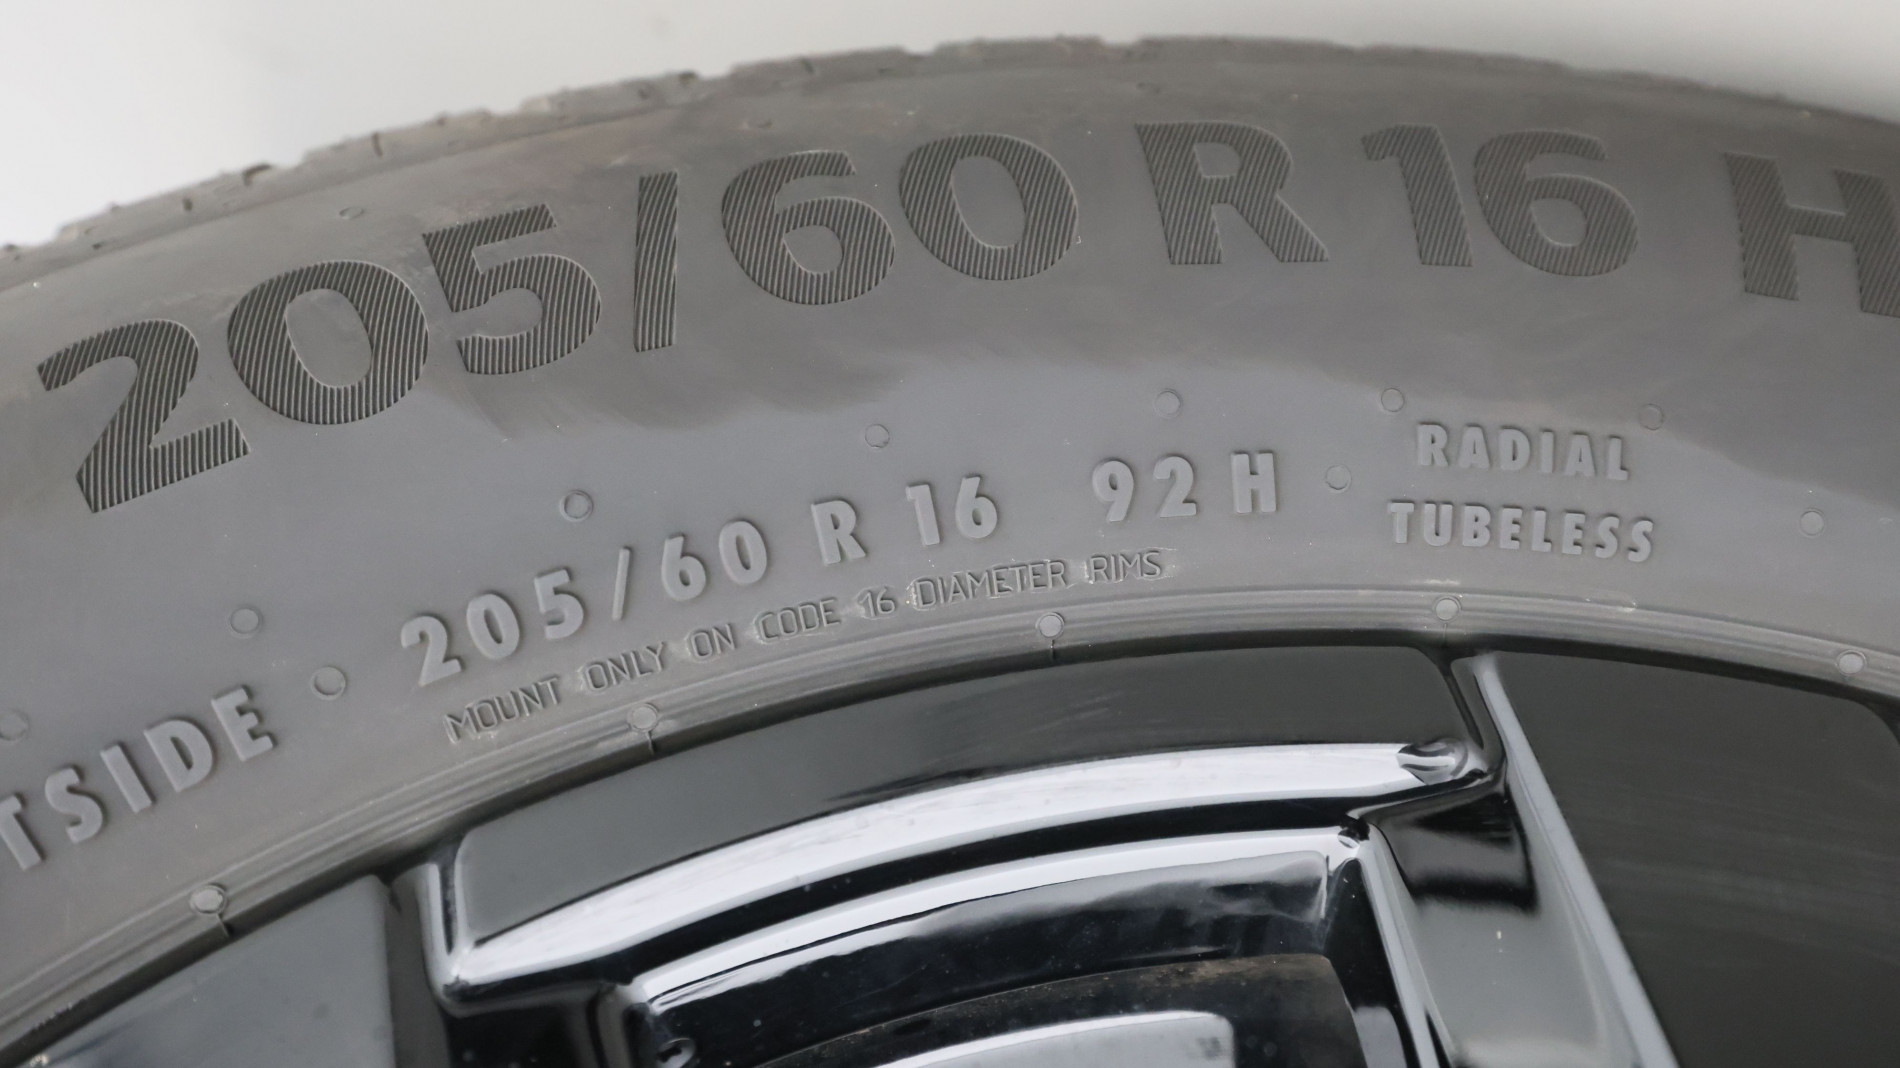 205/60 R 16 H
TSIDE 205/60 R 16 92 H
RADIAL
TUBELESS
MOUNT ONLY ON CODE 16 DIAMETER RIMS